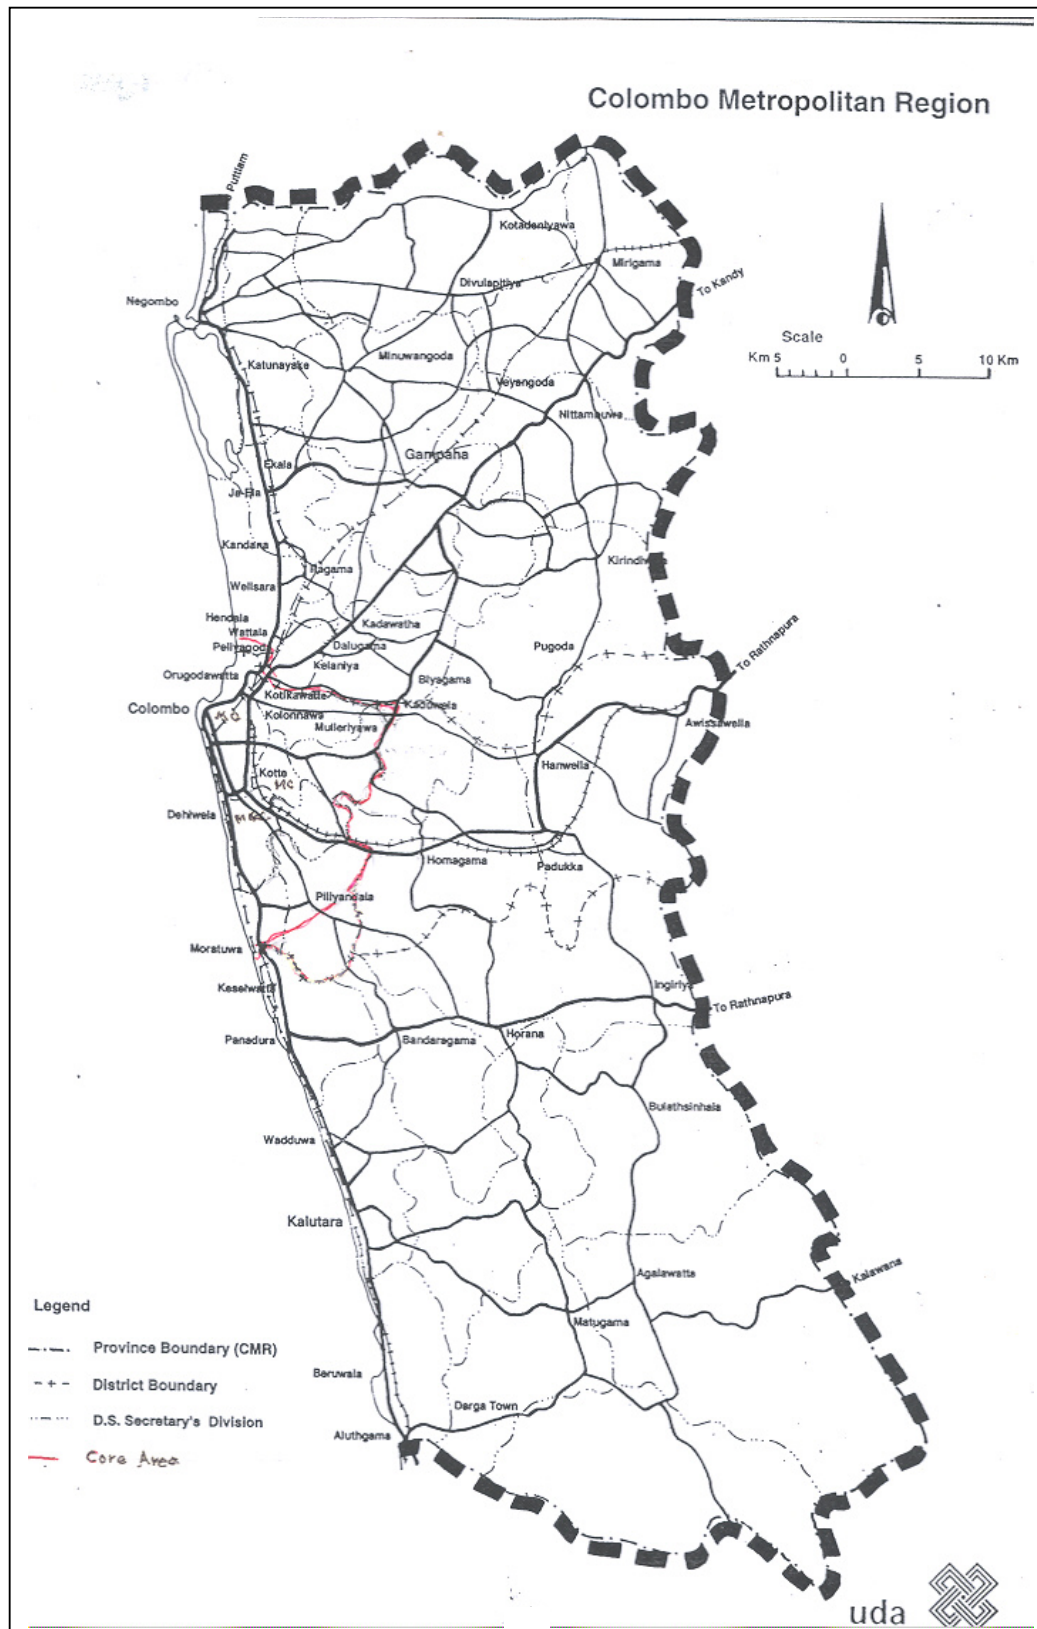 Colombo Metropolitan Region
Puttlam
Kotadeniyawa
Mirigama
Divulapitiya
To Kandy
Negombo
Scale
Km 5 0 5 10 Km
Minuwangoda
Katunayake
Veyangoda
Nittambuwa
Gampaha
Ekala
Ja-Ela
Kandana
Ragama
Kirindiwela
Welisara
Hendala
Wattala
Kadawatha
Peliyagoda
Dalugama
Pugoda
To Rathnapura
Kelaniya
Orugodawatta
Biyagama
Kotikawatte
Kaduwela
Colombo
MC
Kolonnawa
Mulleriyawa
Awissawella
Hanwella
Kotte
MC
Dehiwela
MC
Homagama
Padukka
Piliyandala
Moratuwa
Keselwatta
Ingiriya
To Rathnapura
Panadura
Bandaragama
Horana
Bulathsinhala
Wadduwa
Kalutara
Agalawatta
Kalawana
Matugama
Legend
Province Boundary (CMR)
District Boundary
D.S. Secretary's Division
Core Area
Beruwala
Darga Town
Aluthgama
uda